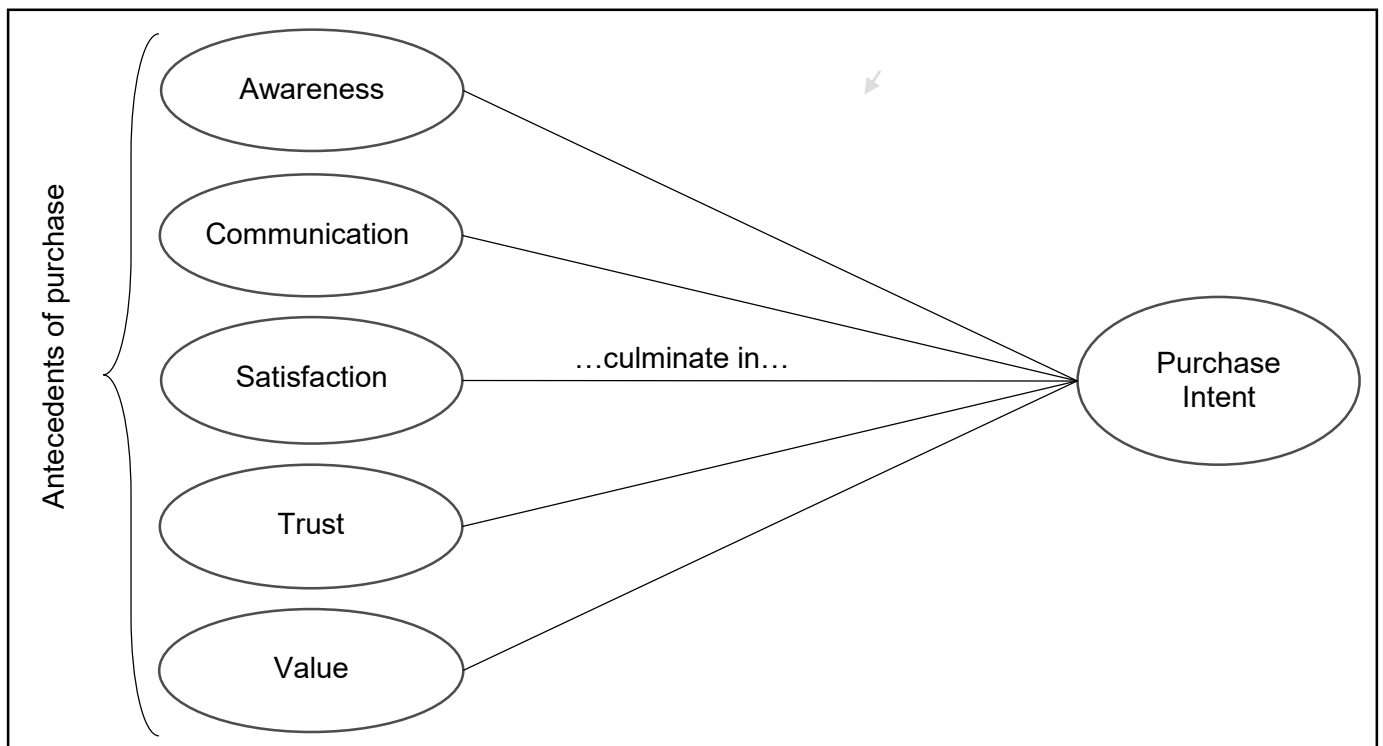 Antecedents of purchase
Awareness
Communication
Satisfaction
Trust
Value
…culminate in…
Purchase
Intent